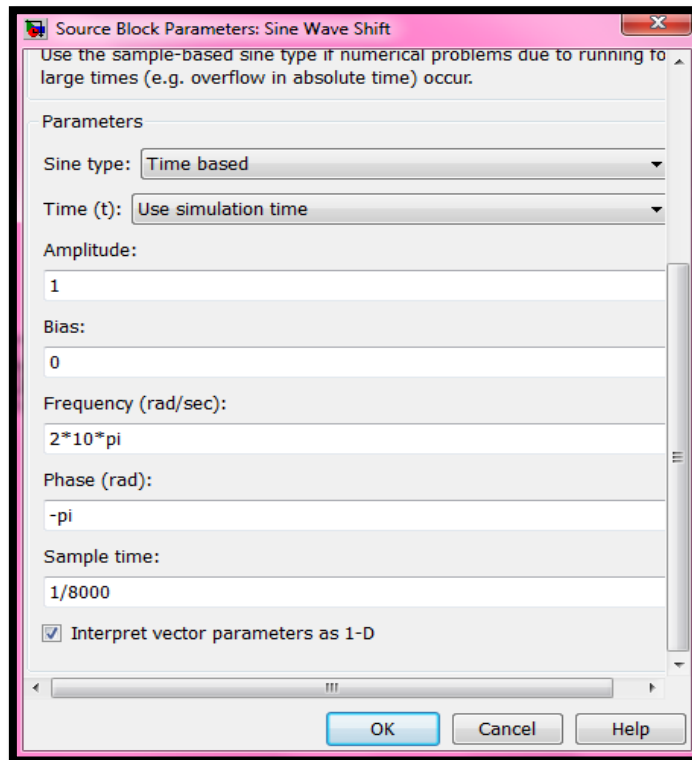 Source Block Parameters: Sine Wave Shift
Use the sample-based sine type if numerical problems due to running fo
large times (e.g. overflow in absolute time) occur.
Parameters
Sine type: Time based
Time (t): Use simulation time
Amplitude:
1
Bias:
0
Frequency (rad/sec):
2*10*pi
Phase (rad):
-pi
Sample time:
1/8000
Interpret vector parameters as 1-D
OK Cancel Help